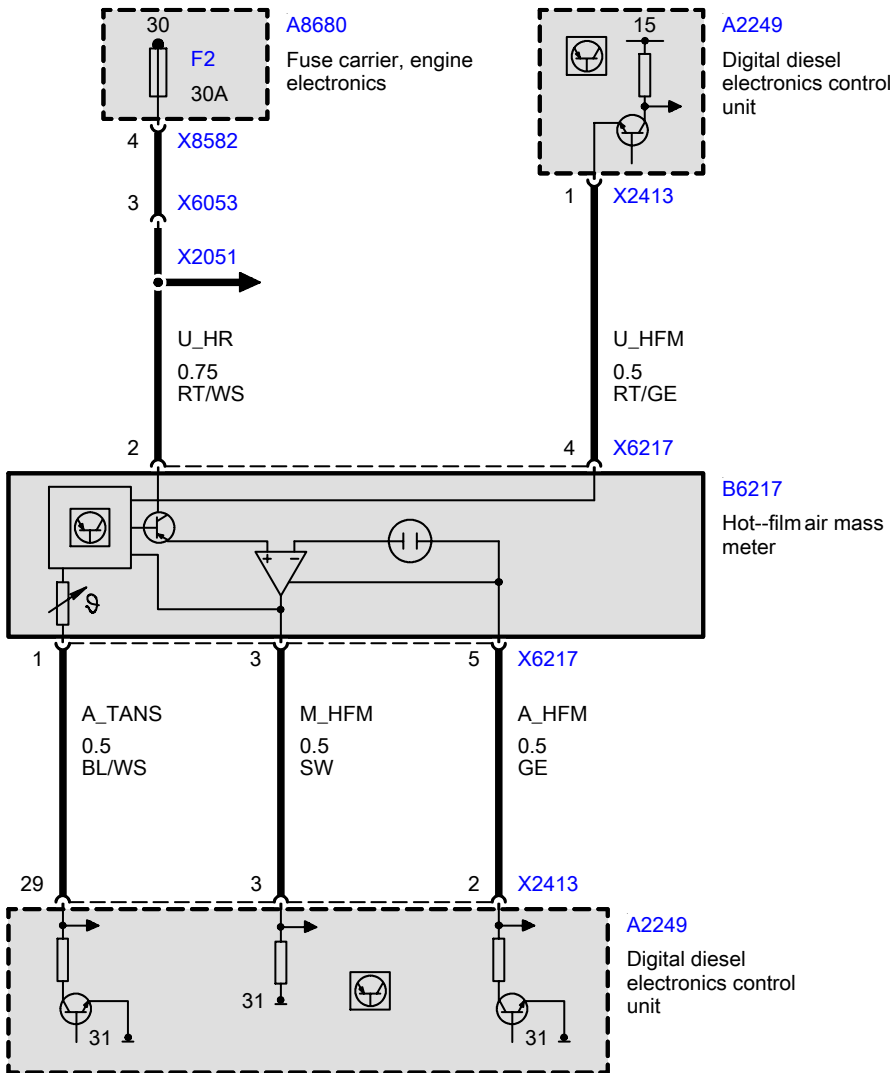 30
F2
30A
A8680
Fuse carrier, engine
electronics
15
A2249
Digital diesel
electronics control
unit
4 X8582
3 X6053
X2051
1 X2413
U_HR
0.75
RT/WS
U_HFM
0.5
RT/GE
2
4 X6217
B6217
Hot--film air mass
meter
+ −
ϑ
1
3
5 X6217
A_TANS
0.5
BL/WS
M_HFM
0.5
SW
A_HFM
0.5
GE
29
3
2 X2413
A2249
Digital diesel
electronics control
unit
31
31
31